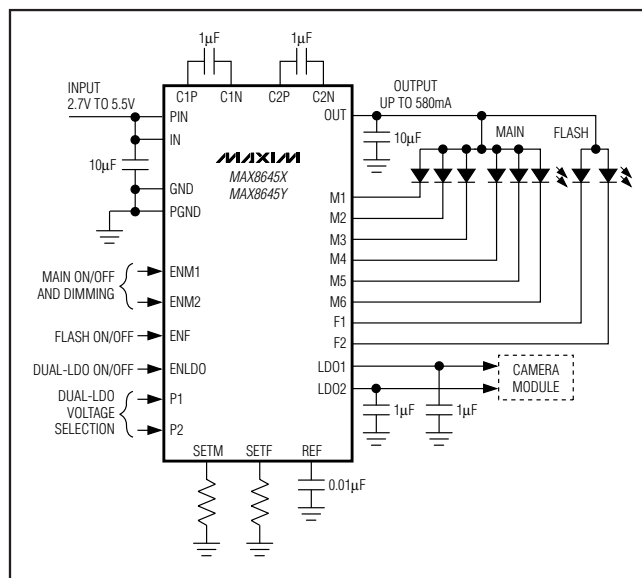 1µF
1µF
C1P
C1N
C2P
C2N
INPUT
2.7V TO 5.5V
PIN
IN
10µF
GND
PGND
MAXIM
MAX8645X
MAX8645Y
OUT
OUTPUT
UP TO 580mA
10µF
MAIN
FLASH
M1
M2
M3
M4
M5
M6
F1
F2
LDO1
LDO2
CAMERA
MODULE
1µF
1µF
MAIN ON/OFF
AND DIMMING
ENM1
ENM2
FLASH ON/OFF
ENF
DUAL-LDO ON/OFF
ENLDO
DUAL-LDO
VOLTAGE
SELECTION
P1
P2
SETM
SETF
REF
0.01µF